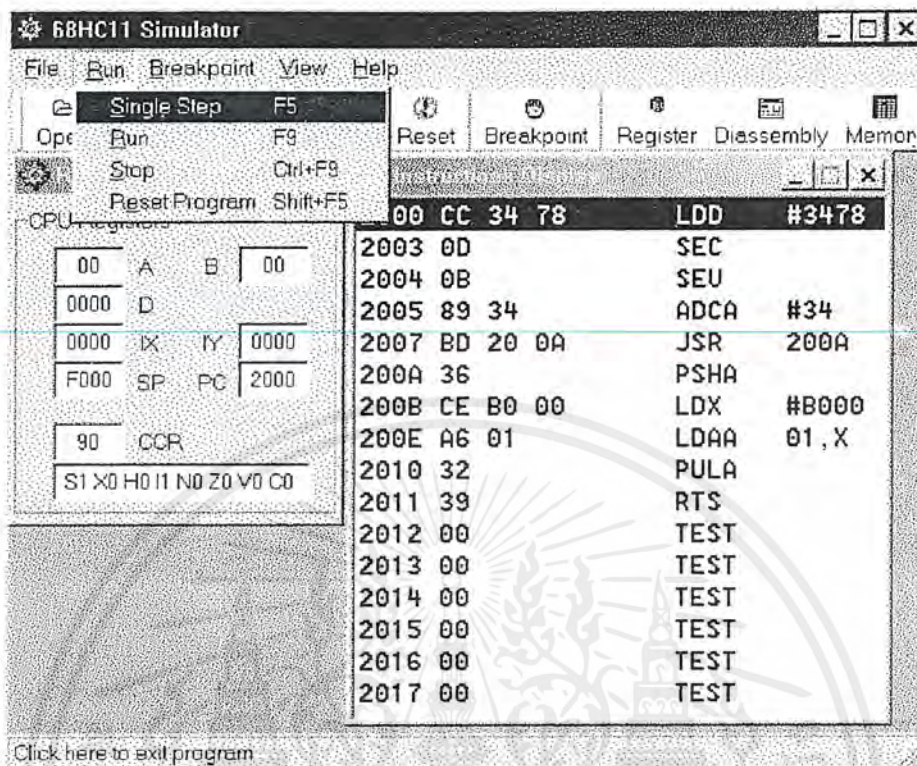 68HC11 Simulator
File Run Breakpoint View Help
Ope
Reset Breakpoint Register Diassembly Memor
Single Step F5
Run F9
Stop Ctrl+F9
Reset Program Shift+F5
CPU Registers
00 A B 00
0000 D
0000 IX IY 0000
F000 SP PC 2000
90 CCR
S1 X0 H0 I1 N0 Z0 V0 C0
00 CC 34 78 LDD #3478
2003 0D SEC
2004 0B SEV
2005 89 34 ADCA #34
2007 BD 20 0A JSR 200A
200A 36 PSHA
200B CE B0 00 LDX #B000
200E A6 01 LDAA 01,X
2010 32 PULA
2011 39 RTS
2012 00 TEST
2013 00 TEST
2014 00 TEST
2015 00 TEST
2016 00 TEST
2017 00 TEST
Click here to exit program